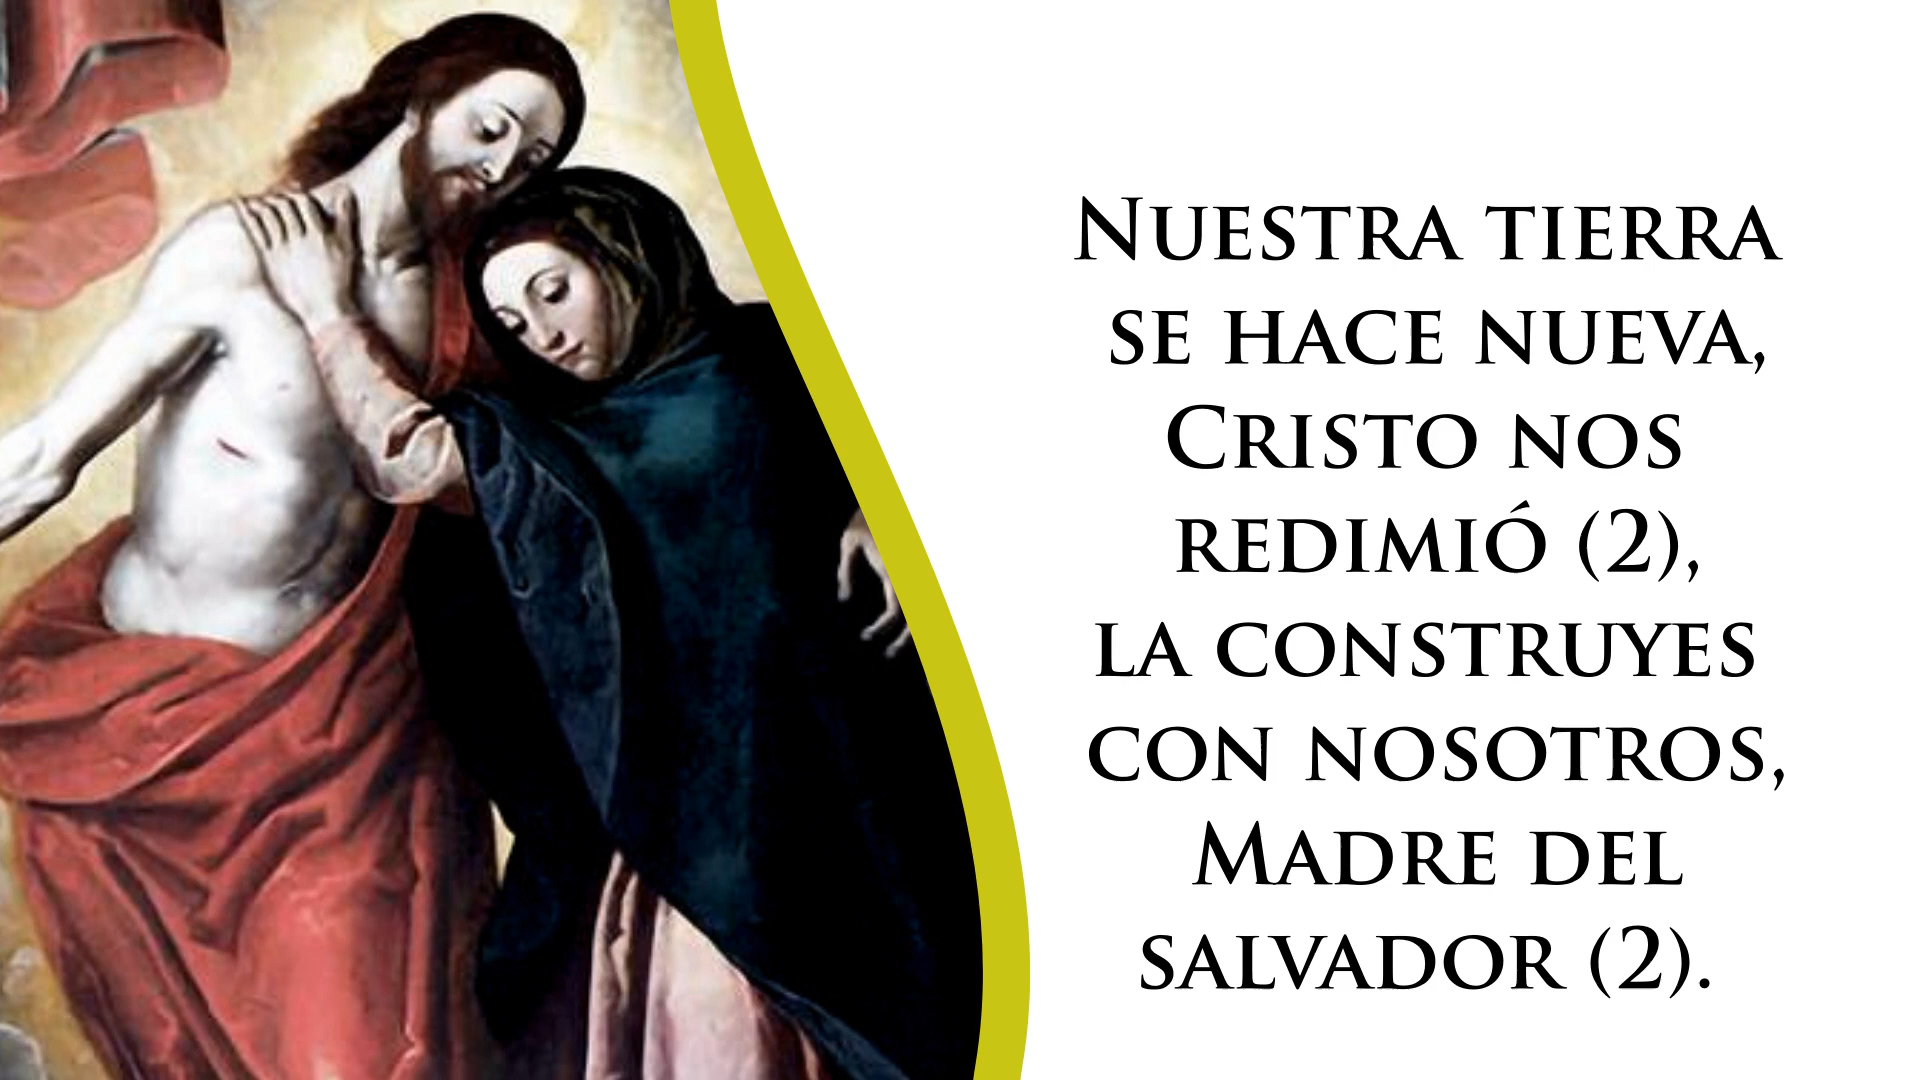 Nuestra tierra
se hace nueva,
Cristo nos
redimió (2),
la construyes
con nosotros,
Madre del
salvador (2).